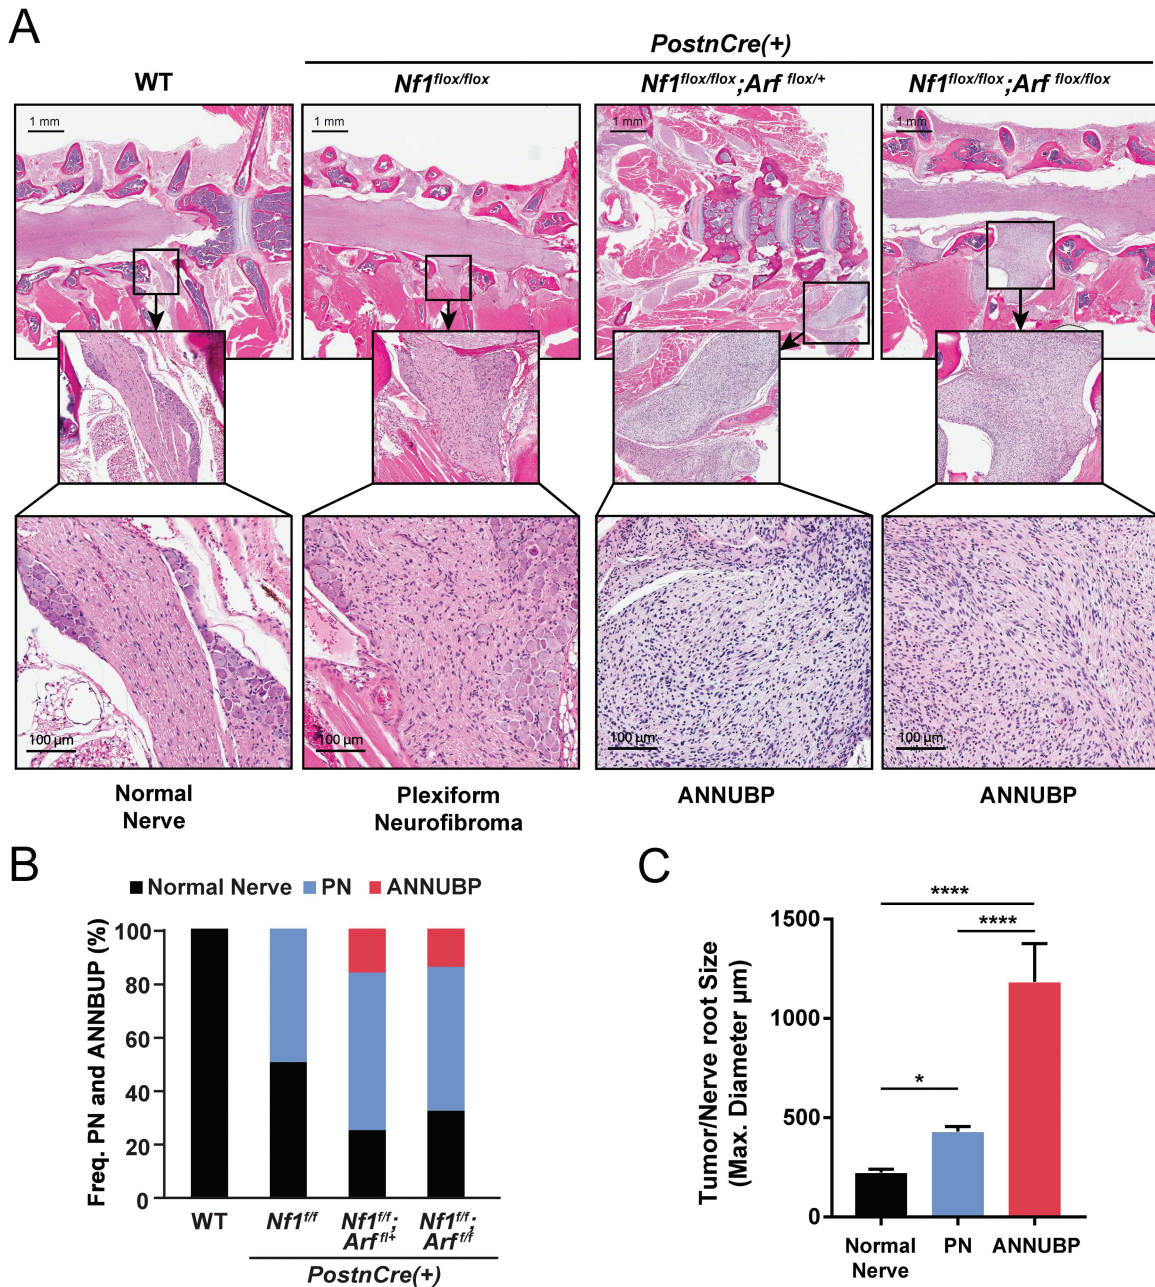 A
PostnCre(+)
WT
Nf1flox/flox
Nf1flox/flox;Arf flox/+
Nf1flox/flox;Arf flox/flox
1 mm
1 mm
1 mm
1 mm
100 µm
100 µm
100 µm
100 µm
Normal
Nerve
Plexiform
Neurofibroma
ANNUBP
ANNUBP
B
Normal Nerve
PN
ANNUBP
Freq. PN and ANNBUP (%)
100
80
60
40
20
0
WT
Nf1f/f
Nf1f/f;
Arf fl+
Nf1f/f;
Arff/f
PostnCre(+)
C
Tumor/Nerve root Size
(Max. Diameter µm)
1500
1000
500
0
****
****
*
Normal
Nerve
PN
ANNUBP